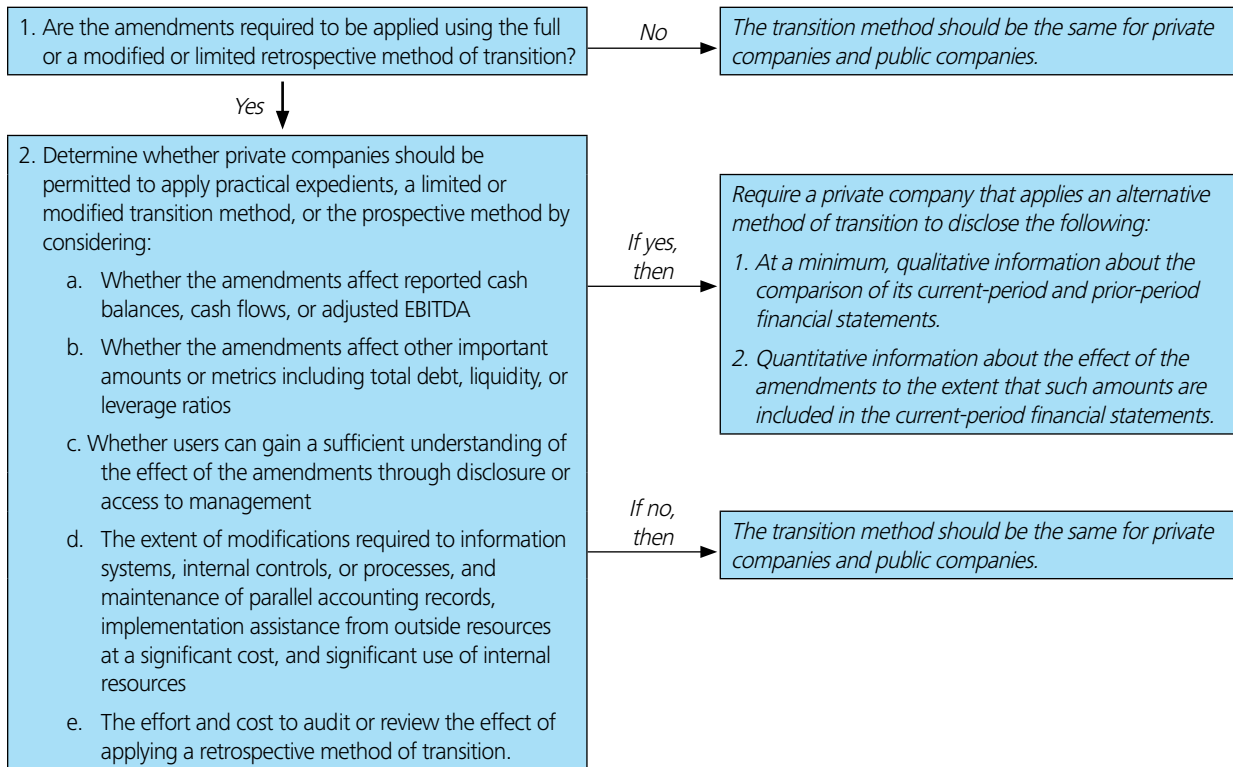 1. Are the amendments required to be applied using the full
or a modified or limited retrospective method of transition?
No
The transition method should be the same for private
companies and public companies.
Yes
2. Determine whether private companies should be
permitted to apply practical expedients, a limited or
modified transition method, or the prospective method by
considering:
a. Whether the amendments affect reported cash
balances, cash flows, or adjusted EBITDA
b. Whether the amendments affect other important
amounts or metrics including total debt, liquidity, or
leverage ratios
c. Whether users can gain a sufficient understanding of
the effect of the amendments through disclosure or
access to management
d. The extent of modifications required to information
systems, internal controls, or processes, and
maintenance of parallel accounting records,
implementation assistance from outside resources
at a significant cost, and significant use of internal
resources
e. The effort and cost to audit or review the effect of
applying a retrospective method of transition.
If yes,
then
Require a private company that applies an alternative
method of transition to disclose the following:
1. At a minimum, qualitative information about the
comparison of its current-period and prior-period
financial statements.
2. Quantitative information about the effect of the
amendments to the extent that such amounts are
included in the current-period financial statements.
If no,
then
The transition method should be the same for private
companies and public companies.